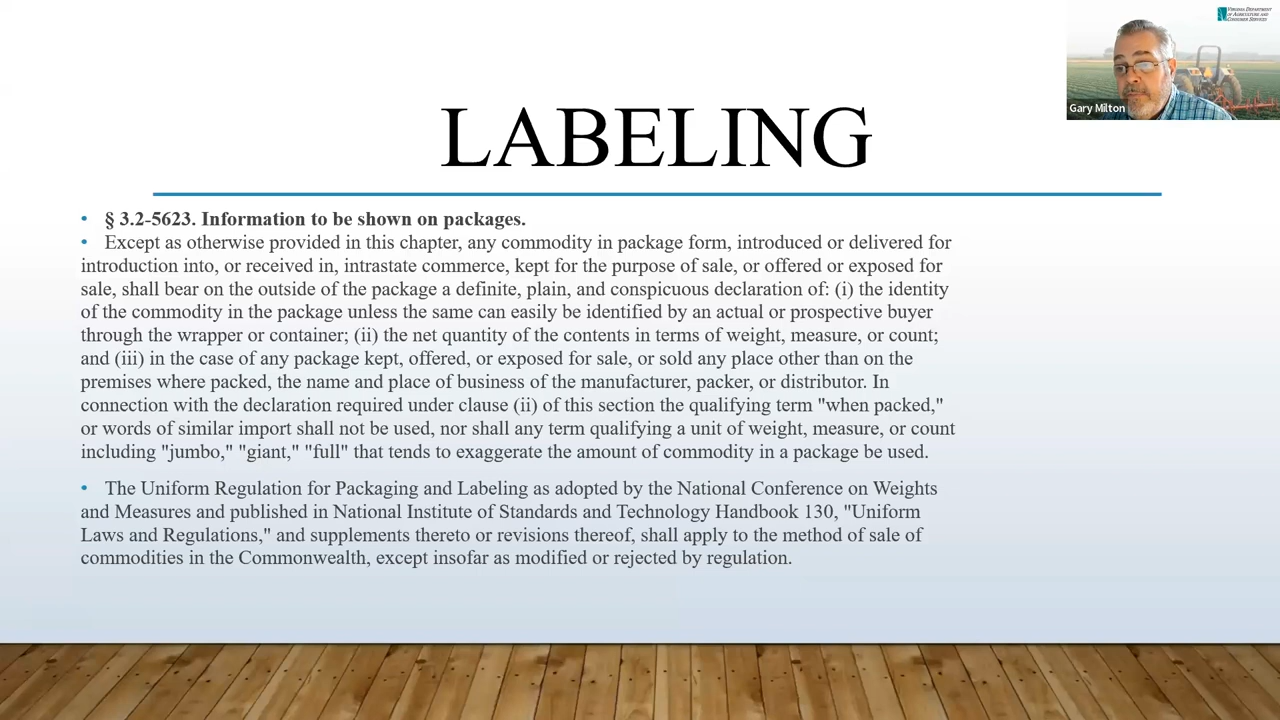 VIRGINIA DEPARTMENT
OF AGRICULTURE AND
CONSUMER SERVICES
Gary Milton
LABELING
• § 3.2-5623. Information to be shown on packages.
• Except as otherwise provided in this chapter, any commodity in package form, introduced or delivered for
introduction into, or received in, intrastate commerce, kept for the purpose of sale, or offered or exposed for
sale, shall bear on the outside of the package a definite, plain, and conspicuous declaration of: (i) the identity
of the commodity in the package unless the same can easily be identified by an actual or prospective buyer
through the wrapper or container; (ii) the net quantity of the contents in terms of weight, measure, or count;
and (iii) in the case of any package kept, offered, or exposed for sale, or sold any place other than on the
premises where packed, the name and place of business of the manufacturer, packer, or distributor. In
connection with the declaration required under clause (ii) of this section the qualifying term "when packed,"
or words of similar import shall not be used, nor shall any term qualifying a unit of weight, measure, or count
including "jumbo," "giant," "full" that tends to exaggerate the amount of commodity in a package be used.
• The Uniform Regulation for Packaging and Labeling as adopted by the National Conference on Weights
and Measures and published in National Institute of Standards and Technology Handbook 130, "Uniform
Laws and Regulations," and supplements thereto or revisions thereof, shall apply to the method of sale of
commodities in the Commonwealth, except insofar as modified or rejected by regulation.